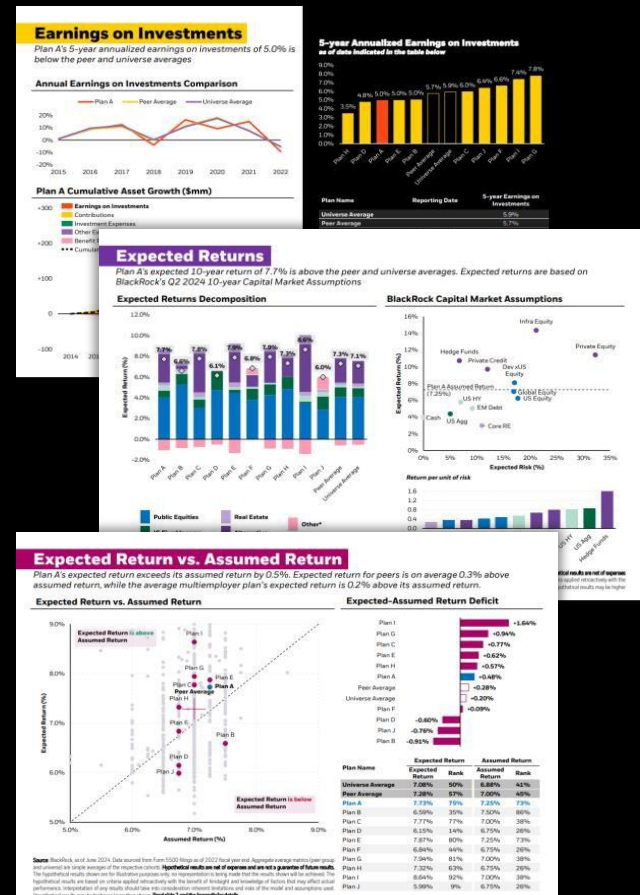 Earnings on Investments
Plan A's 5-year annualized earnings on investments of 5.0% is
below the peer and universe averages
Annual Earnings on Investments Comparison
Plan A Peer Average Universe Average
20%
10%
0%
-10%
-20%
2015 2016 2017 2018 2019 2020 2021 2022
Plan A Cumulative Asset Growth ($mm)
+300
+200
+100
0
-100
Earnings on Investments
Contributions
Investment Expenses
Other Ex
Benefit
Cumulat
2014
5-year Annualized Earnings on Investments
as of date indicated in the table below
9.0%
8.0%
7.0%
6.0%
5.0%
4.0%
3.0%
2.0%
1.0%
0.0%
3.5% 4.8% 5.0% 5.0% 5.0% 5.7% 5.9% 6.0% 6.4% 6.6% 7.4% 7.8%
Plan H Plan D Plan A Plan E Plan B Peer Average Universe Average Plan C Plan J Plan F Plan I Plan G
Plan Name Reporting Date 5-year Earnings on
Investments
Universe Average 5.9%
Peer Average 5.7%
Expected Returns
Plan A's expected 10-year return of 7.7% is above the peer and universe averages. Expected returns are based on
BlackRock's Q2 2024 10-year Capital Market Assumptions
Expected Returns Decomposition
Expected Return (%)
12.0%
10.0%
8.0%
6.0%
4.0%
2.0%
0.0%
-2.0%
7.7% 6.6% 7.8% 6.1% 7.9% 6.8% 7.9% 7.3% 8.6% 6.0% 7.3% 7.1%
Plan A Plan B Plan C Plan D Plan E Plan F Plan G Plan H Plan I Plan J Peer Average Universe Average
Public Equities Real Estate
Other*
BlackRock Capital Market Assumptions
Expected Return (%)
16%
14%
12%
10%
8%
6%
4%
2%
0%
Infra Equity
Private Equity
Hedge Funds
Private Credit
Dev xUS
Equity
Plan A Assumed Return
(7.25%)
Global Equity
US Equity
US HY
EM Debt
Cash
US Agg
Core RE
0% 5% 10% 15% 20% 25% 30% 35%
Expected Risk (%)
Return per unit of risk
1.6
1.2
0.8
0.4
0.0
US HY US Agg Hedge Funds
Expected Return vs. Assumed Return
Plan A's expected return exceeds its assumed return by 0.5%. Expected return for peers is on average 0.3% above
assumed return, while the average multiemployer plan's expected return is 0.2% above its assumed return.
Expected Return vs. Assumed Return
Expected Return (%)
9.0%
8.0%
7.0%
6.0%
5.0%
Expected Return is above
Assumed Return
Plan I
Plan G
Plan C
Plan E
Plan A
Peer Average
Plan H
Plan F
Plan B
Plan D
Plan J
Expected Return is below
Assumed Return
5.0% 6.0% 7.0% 8.0% 9.0%
Assumed Return (%)
Expected-Assumed Return Deficit
Plan I +1.64%
Plan G +0.94%
Plan C +0.77%
Plan E +0.62%
Plan H +0.57%
Plan A +0.48%
Peer Average +0.28%
Universe Average +0.20%
Plan F +0.09%
Plan D -0.60%
Plan J -0.76%
Plan B -0.91%
Expected Return Assumed Return
Plan Name Expected Return Rank Assumed Return Rank
Universe Average 7.08% 50% 6.88% 41%
Peer Average 7.28% 57% 7.00% 45%
Plan A 7.73% 75% 7.25% 73%
Plan B 6.59% 35% 7.50% 86%
Plan C 7.77% 77% 7.00% 38%
Plan D 6.15% 14% 6.75% 26%
Plan E 7.87% 80% 7.25% 73%
Plan F 6.84% 44% 6.75% 26%
Plan G 7.94% 81% 7.00% 38%
Plan H 7.32% 63% 6.75% 26%
Plan I 8.64% 92% 7.00% 38%
Plan J 5.99% 9% 6.75% 26%